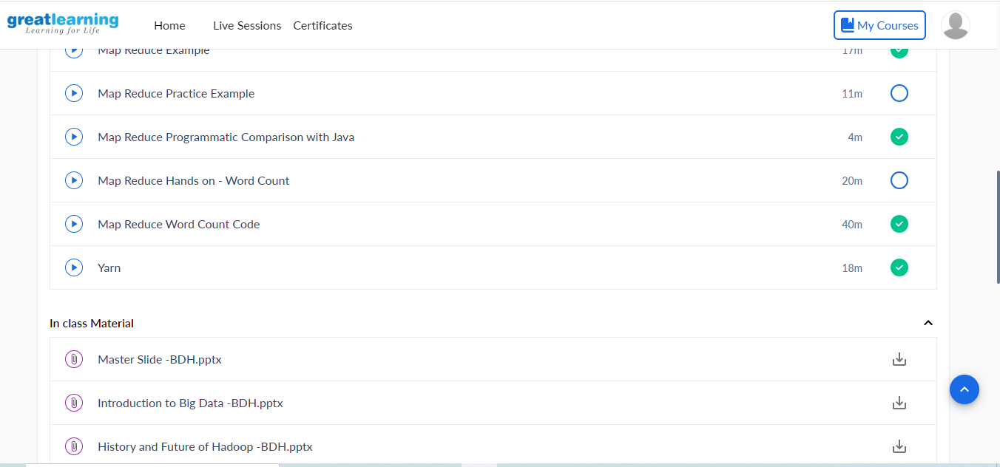 greatlearning
Learning for Life
Home Live Sessions Certificates My Courses
Map Reduce Example 17m
Map Reduce Practice Example 11m
Map Reduce Programmatic Comparison with Java 4m
Map Reduce Hands on - Word Count 20m
Map Reduce Word Count Code 40m
Yarn 18m
In class Material
Master Slide -BDH.pptx
Introduction to Big Data -BDH.pptx
History and Future of Hadoop -BDH.pptx